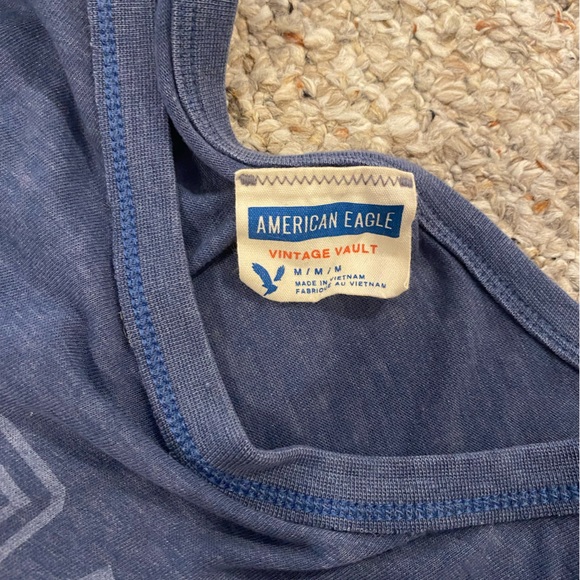 AMERICAN EAGLE
VINTAGE VAULT
M / M / M
MADE IN VIETNAM
FABRIQUÉ AU VIETNAM